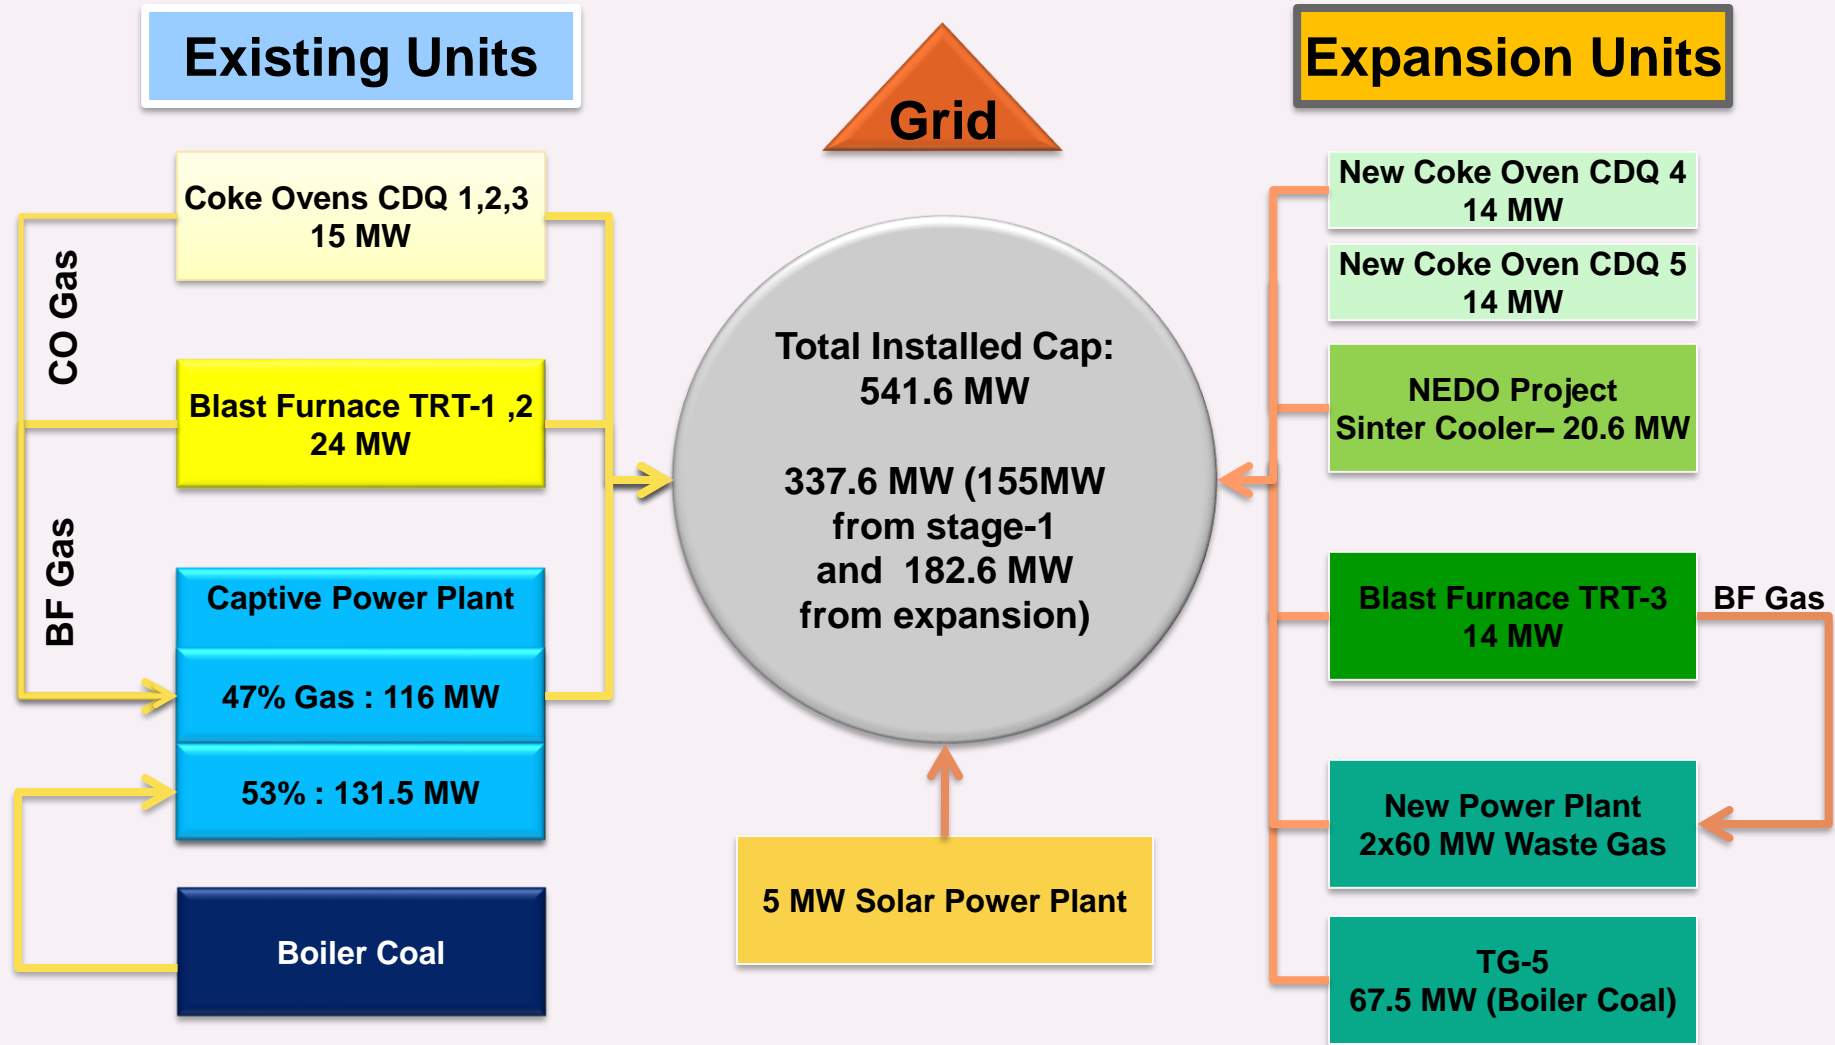 Existing Units
Grid
Expansion Units
Coke Ovens CDQ 1,2,3
15 MW
CO Gas
Blast Furnace TRT-1 ,2
24 MW
BF Gas
Captive Power Plant
47% Gas : 116 MW
53% : 131.5 MW
Boiler Coal
Total Installed Cap:
541.6 MW
337.6 MW (155MW
from stage-1
and  182.6 MW
from expansion)
5 MW Solar Power Plant
New Coke Oven CDQ 4
14 MW
New Coke Oven CDQ 5
14 MW
NEDO Project
Sinter Cooler– 20.6 MW
Blast Furnace TRT-3
14 MW
BF Gas
New Power Plant
2x60 MW Waste Gas
TG-5
67.5 MW (Boiler Coal)